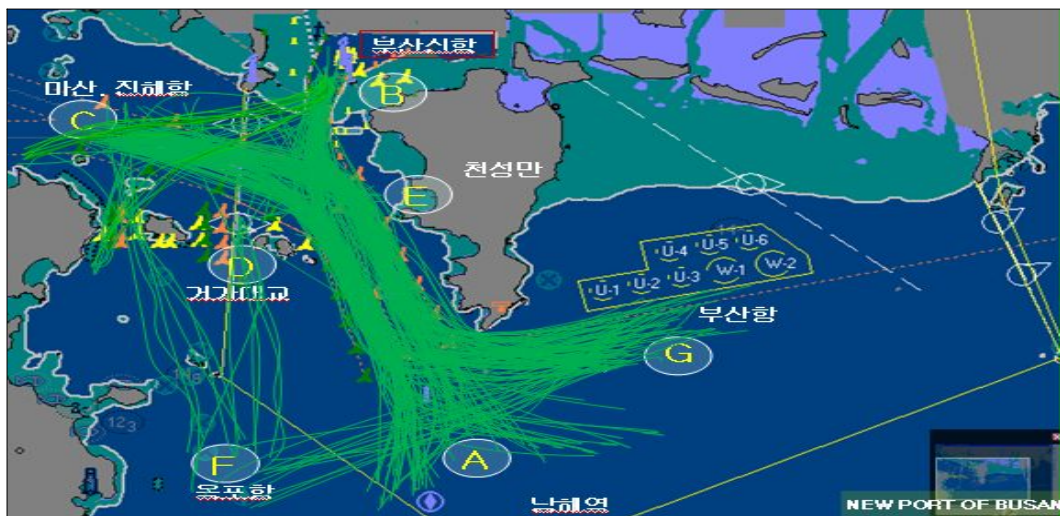 부산신항
마산, 진해항
B
C
천성만
E
U-4 U-5 U-6
D
거가대교
U-1 U-2 U-3 W-1 W-2
부산항
G
123
F
A
옥포항
남해역
NEW PORT OF BUSAN